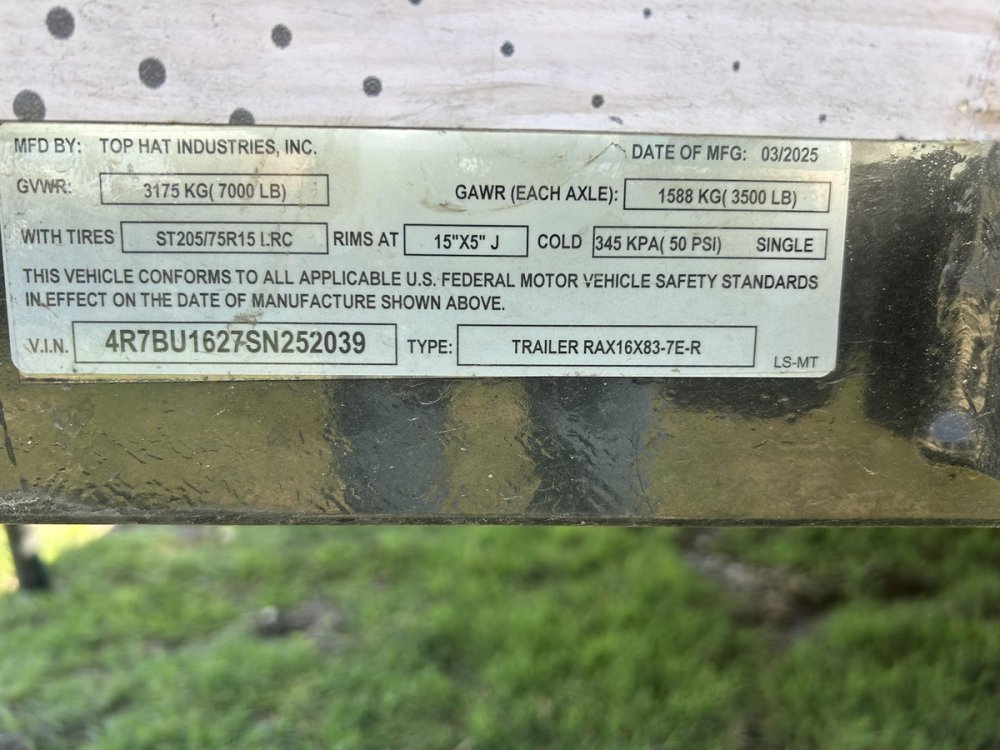 MFD BY: TOP HAT INDUSTRIES, INC. DATE OF MFG: 03/2025
GVWR: 3175 KG( 7000 LB) GAWR (EACH AXLE): 1588 KG( 3500 LB)
WITH TIRES ST205/75R15 LRC RIMS AT 15"X5" J COLD 345 KPA( 50 PSI) SINGLE
THIS VEHICLE CONFORMS TO ALL APPLICABLE U.S. FEDERAL MOTOR VEHICLE SAFETY STANDARDS
IN EFFECT ON THE DATE OF MANUFACTURE SHOWN ABOVE.
V.I.N. 4R7BU1627SN252039 TYPE: TRAILER RAX16X83-7E-R LS-MT